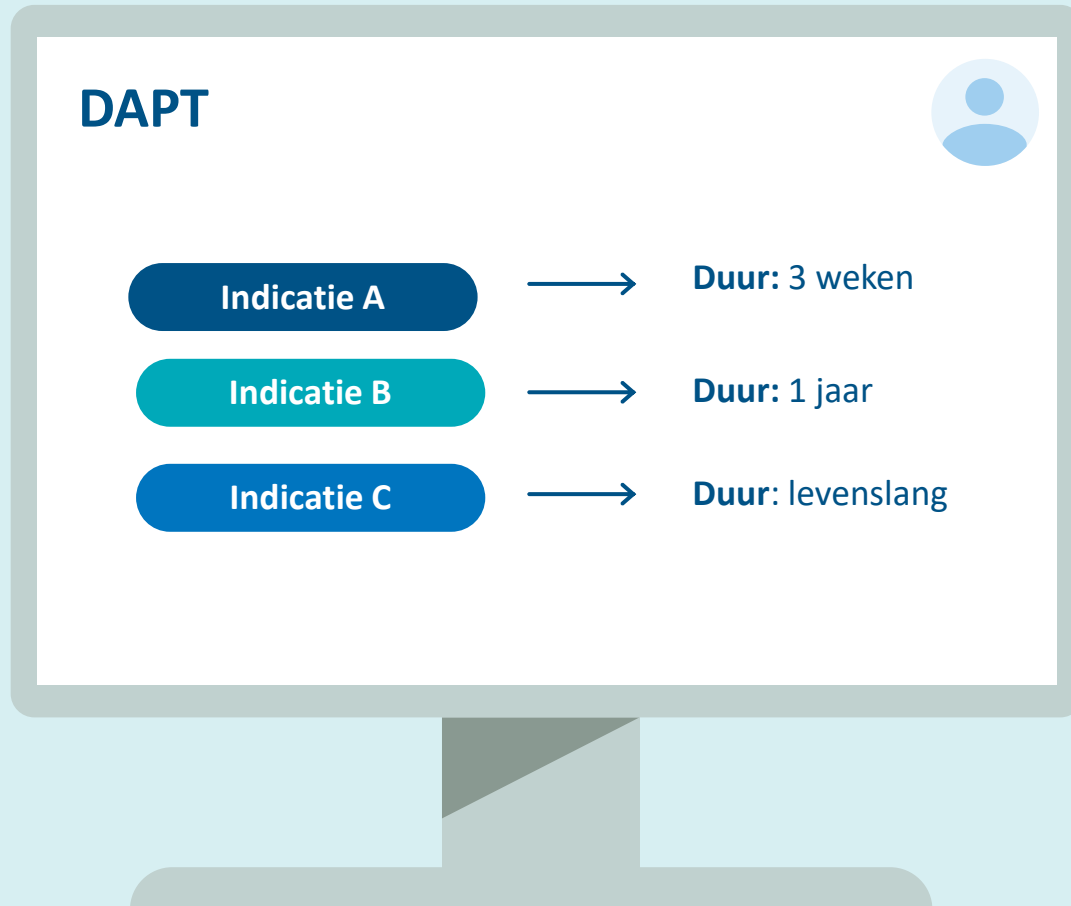 DAPT
Indicatie A
Duur: 3 weken
Indicatie B
Duur: 1 jaar
Indicatie C
Duur: levenslang